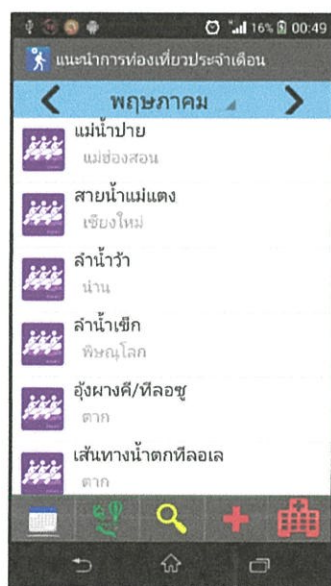 16% 00:49
แนะนำการท่องเที่ยวประจำเดือน
พฤษภาคม
แม่น้ำปาย
แม่ฮ่องสอน
สายน้ำแม่แตง
เชียงใหม่
ลำน้ำว้า
น่าน
ลำน้ำเข็ก
พิษณุโลก
อุ้งผางคี/ทีลอซู
ตาก
เส้นทางน้ำตกทีลอเล
ตาก